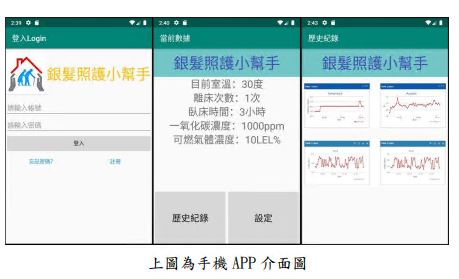 2:39
登入Login
銀髮照護小幫手
請輸入帳號
請輸入密碼
登入
忘記密碼?
註冊
2:40
當前數據
銀髮照護小幫手
目前室溫：30度
離床次數：1次
臥床時間：3小時
一氧化碳濃度：1000ppm
可燃氣體濕度：10LEL%
歷史紀錄
設定
2:43
歷史紀錄
銀髮照護小幫手
上圖為手機 APP 介面圖